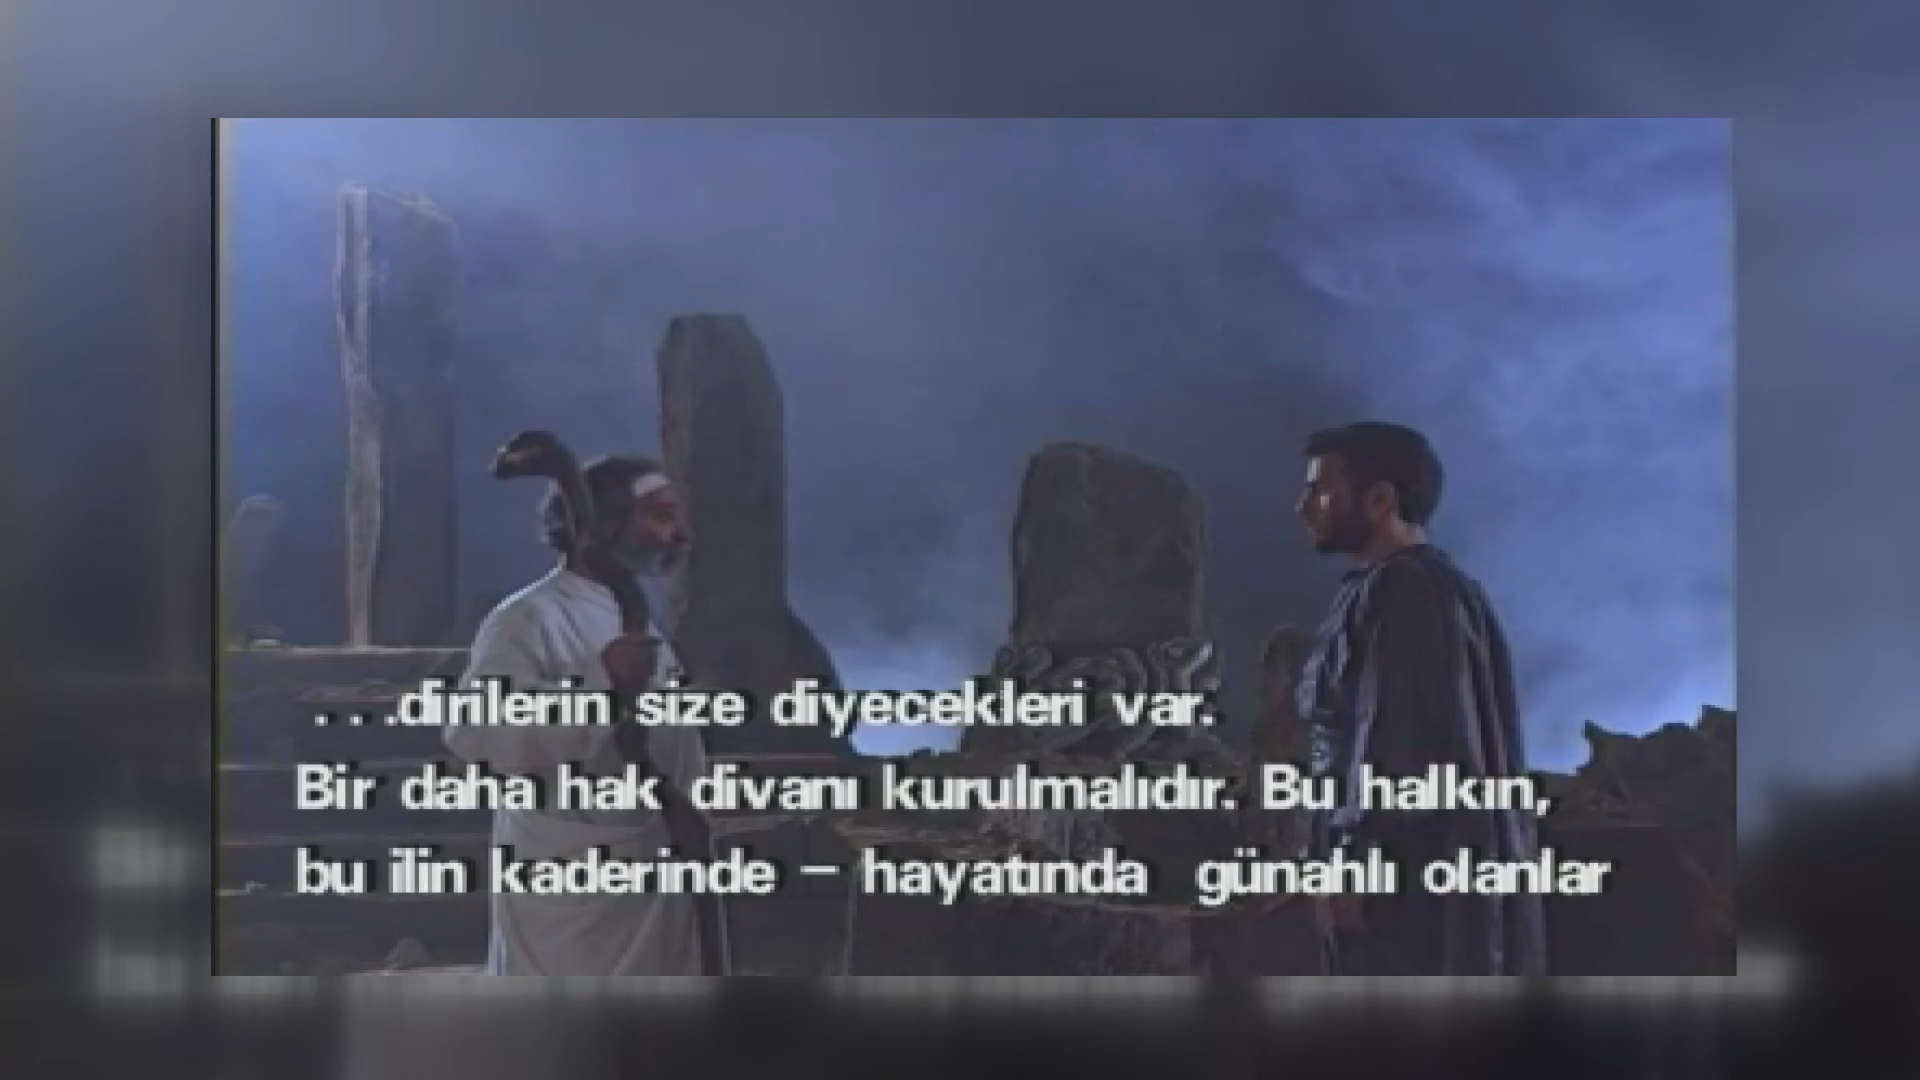 ...dirilerin size diyecekleri var.
Bir daha hak divanı kurulmalıdır. Bu halkın,
bu ilin kaderinde – hayatında günahlı olanlar